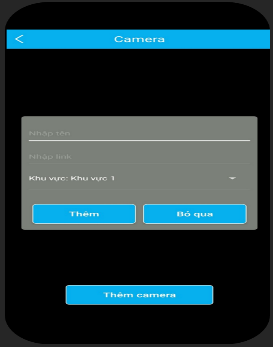 Camera
Nhập tên
Nhập link
Khu vực: Khu vực 1
Thêm
Bỏ qua
Thêm camera